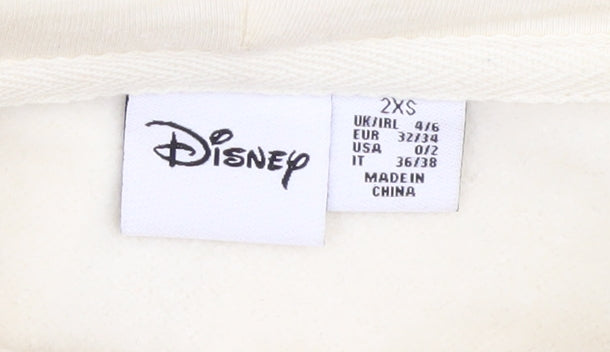 Disney
2XS
UK/IRL 4/6
EUR 32/34
USA 0/2
IT 36/38
MADE IN
CHINA